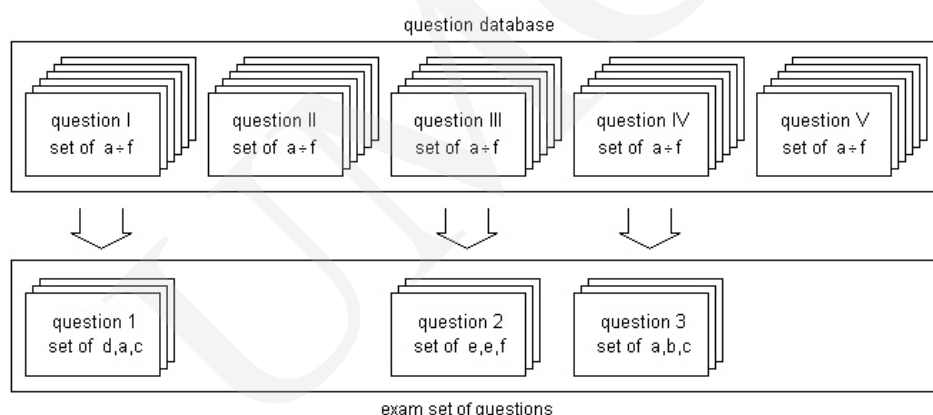 question database
question I
set of a÷f
question II
set of a÷f
question III
set of a÷f
question IV
set of a÷f
question V
set of a÷f
question 1
set of d,a,c
question 2
set of e,e,f
question 3
set of a,b,c
exam set of questions